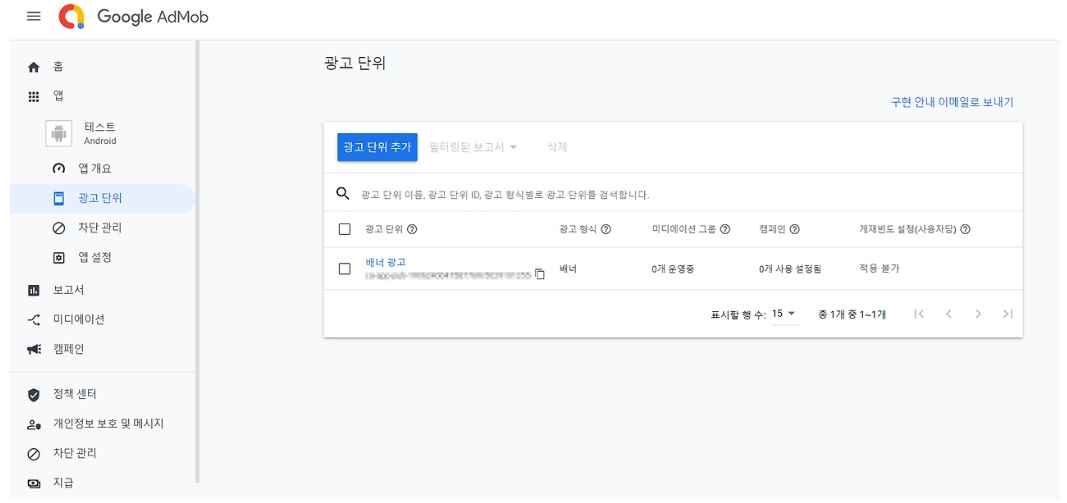 Google AdMob
홈
앱
테스트
Android
앱 개요
광고 단위
차단 관리
앱 설정
보고서
미디에이션
캠페인
정책 센터
개인정보 보호 및 메시지
차단 관리
지급
광고 단위
구현 안내 이메일로 보내기
광고 단위 추가 필터링된 보고서 삭제
광고 단위 이름, 광고 단위 ID, 광고 형식별로 광고 단위를 검색합니다.
광고 단위 광고 형식 미디에이션 그룹 캠페인 게재빈도 설정(사용자당)
배너 광고 배너 0개 운영중 0개 사용 설정됨 적용 불가
표시할 행 수: 15 총 1개 중 1~1개